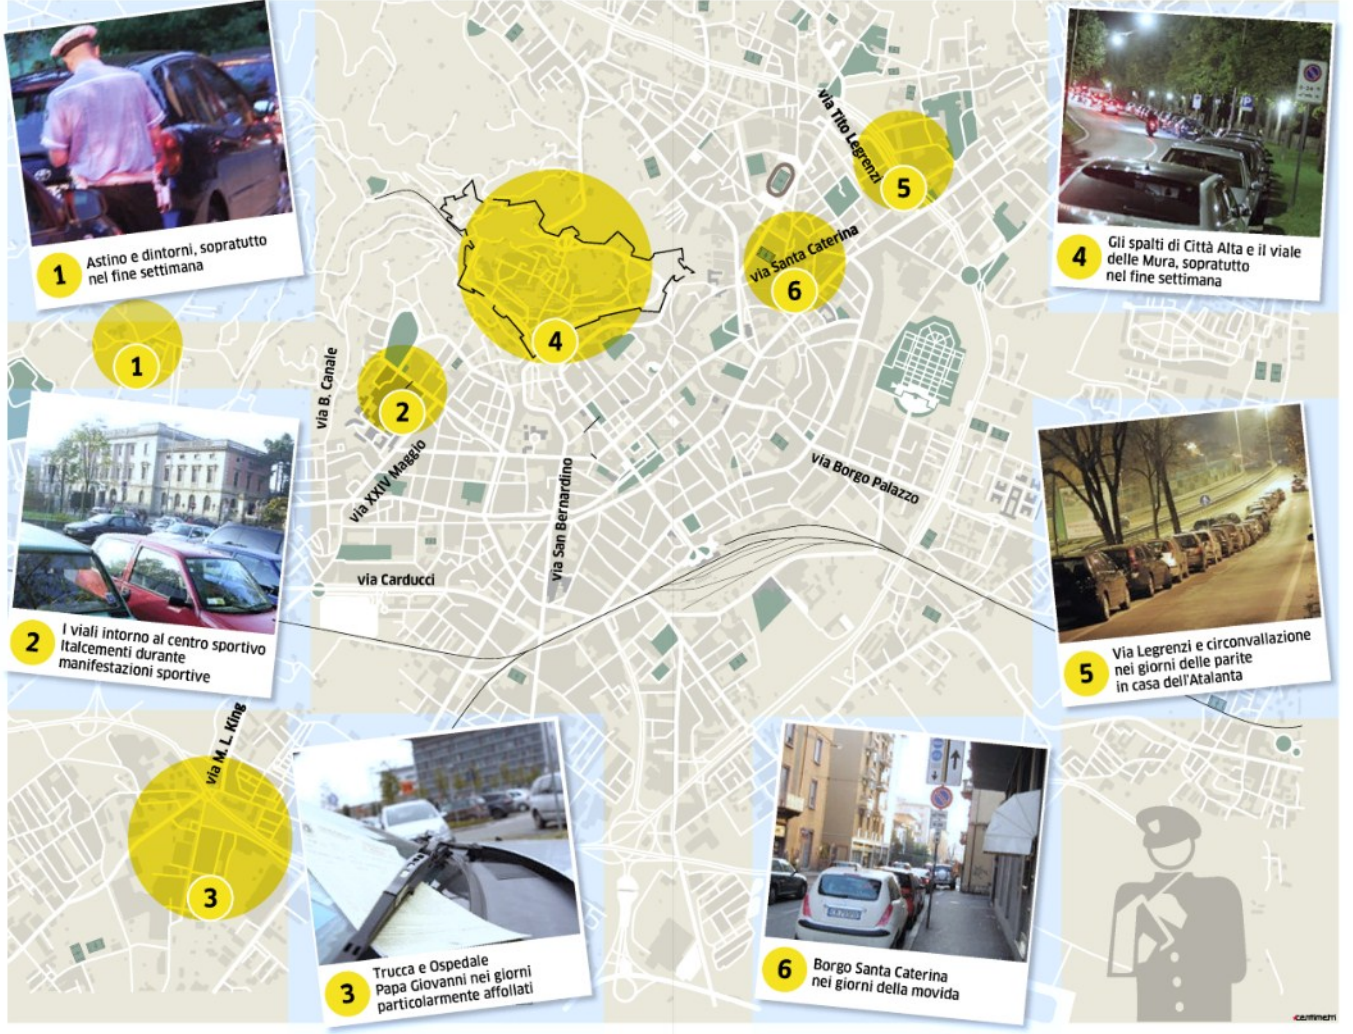 1
Astino e dintorni, sopratutto
nel fine settimana
4
Gli spalti di Città Alta e il viale
delle Mura, sopratutto
nel fine settimana
via Tito Legrenzi
5
via Santa Caterina
6
4
1
via B. Canale
2
via XXIV Maggio
via San Bernardino
via Borgo Palazzo
via Carducci
2
I viali intorno al centro sportivo
Italcementi durante
manifestazioni sportive
5
Via Legrenzi e circonvallazione
nei giorni delle parite
in casa dell'Atalanta
via M. L. King
3
3
Trucca e Ospedale
Papa Giovanni nei giorni
particolarmente affollati
6
Borgo Santa Caterina
nei giorni della movida
centimetri